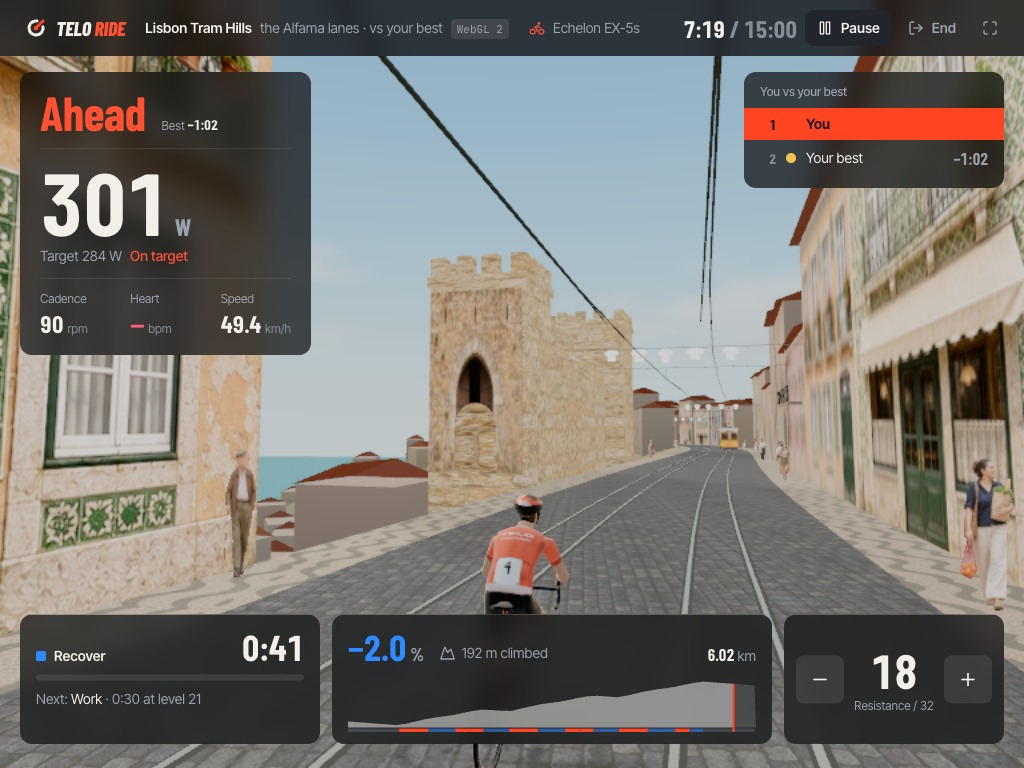 TELO RIDE
Lisbon Tram Hills the Alfama lanes · vs your best WebGL 2 Echelon EX-5s 7:19 / 15:00 Pause End
Ahead Best −1:02
301 W
Target 284 W On target
Cadence Heart Speed
90 rpm – bpm 49.4 km/h
You vs your best
1 You
2 Your best −1:02
TELO
4
Recover 0:41
Next: Work · 0:30 at level 21
−2.0 % 192 m climbed 6.02 km
− 18 +
Resistance / 32